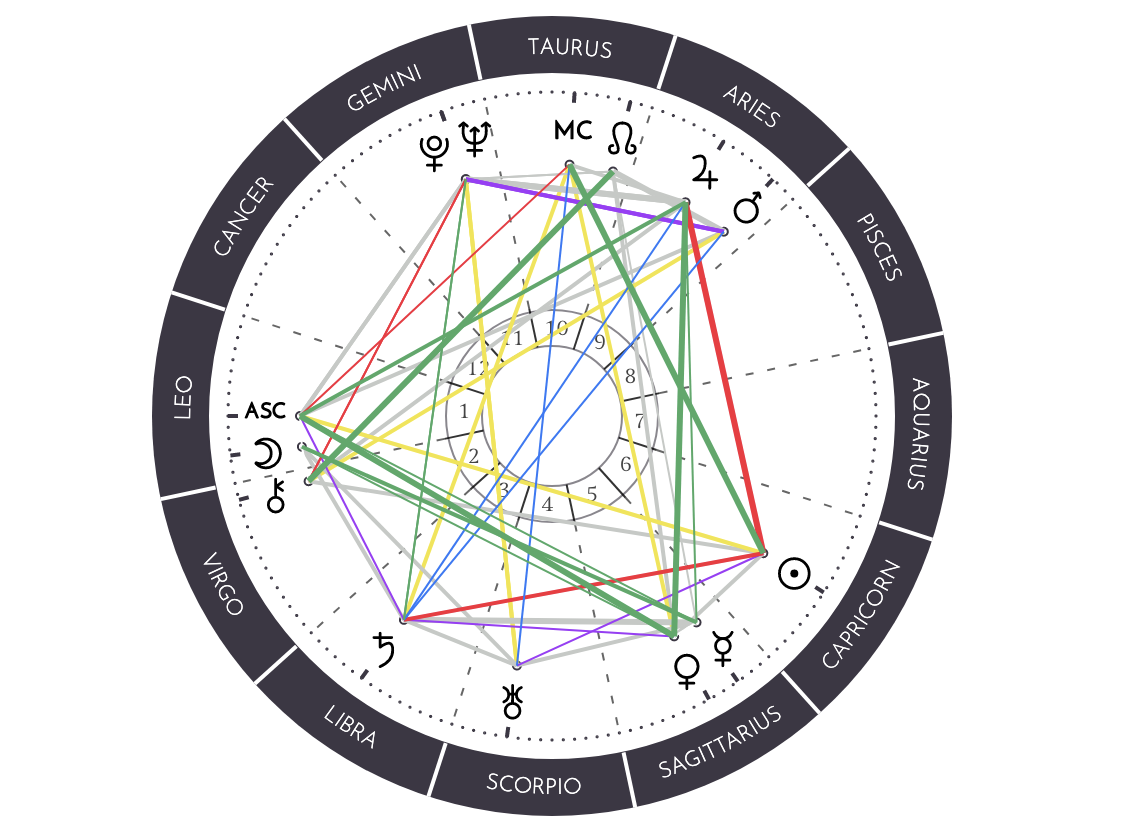 TAURUS
GEMINI
ARIES
MC
CANCER
PISCES
10
11
9
12
8
LEO
ASC
1
7
AQUARIUS
2
6
3
5
4
VIRGO
CAPRICORN
LIBRA
SAGITTARIUS
SCORPIO